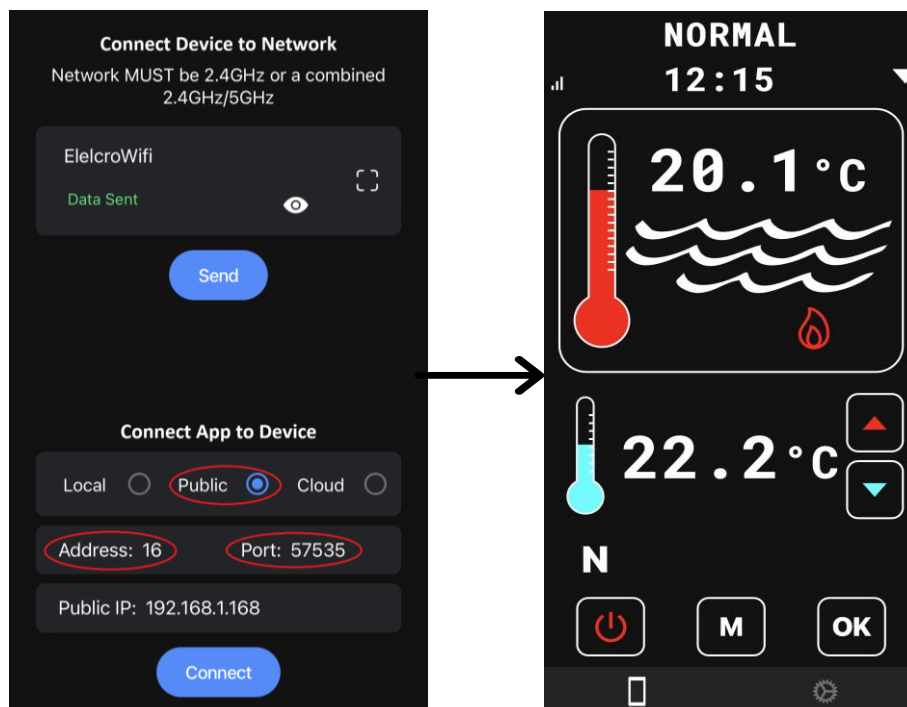 Connect Device to Network
Network MUST be 2.4GHz or a combined
2.4GHz/5GHz
ElelcroWifi
Data Sent
Send
Connect App to Device
Local Public Cloud
Address: 16 Port: 57535
Public IP: 192.168.1.168
Connect
NORMAL
12:15
20.1°C
22.2°C
N
M OK